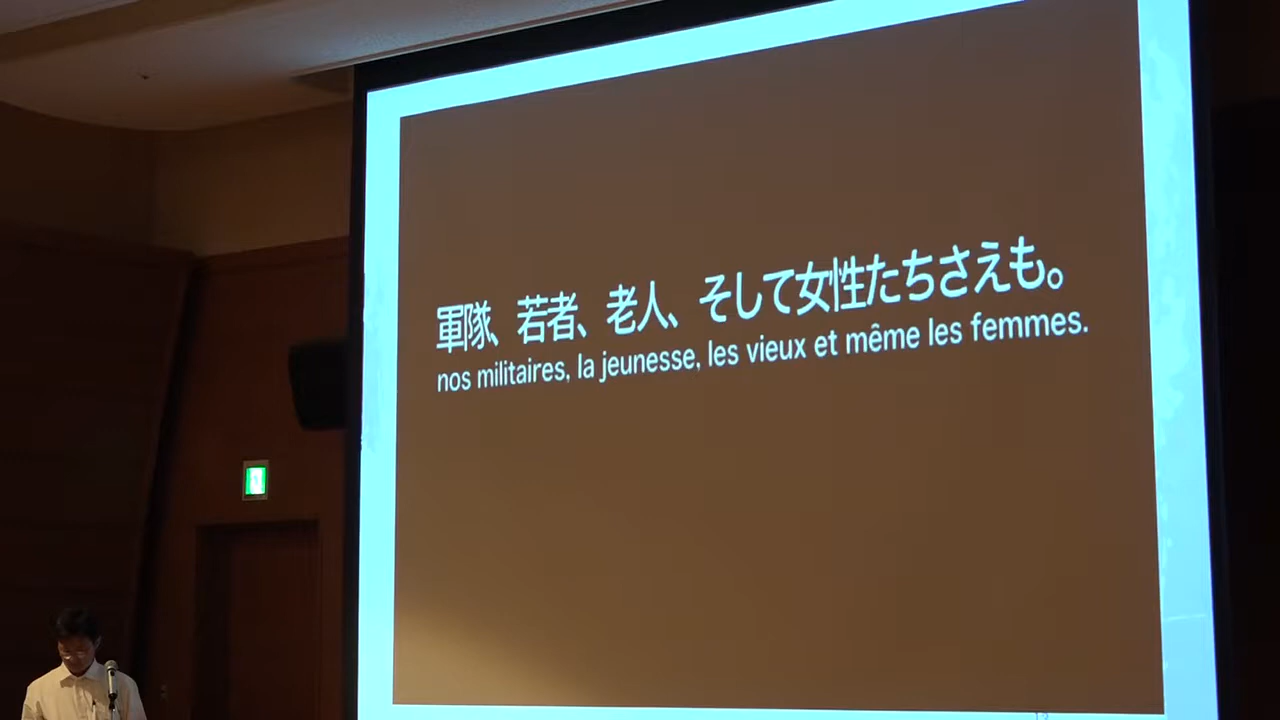 軍隊、若者、老人、そして女性たちさえも。
nos militaires, la jeunesse, les vieux et même les femmes.